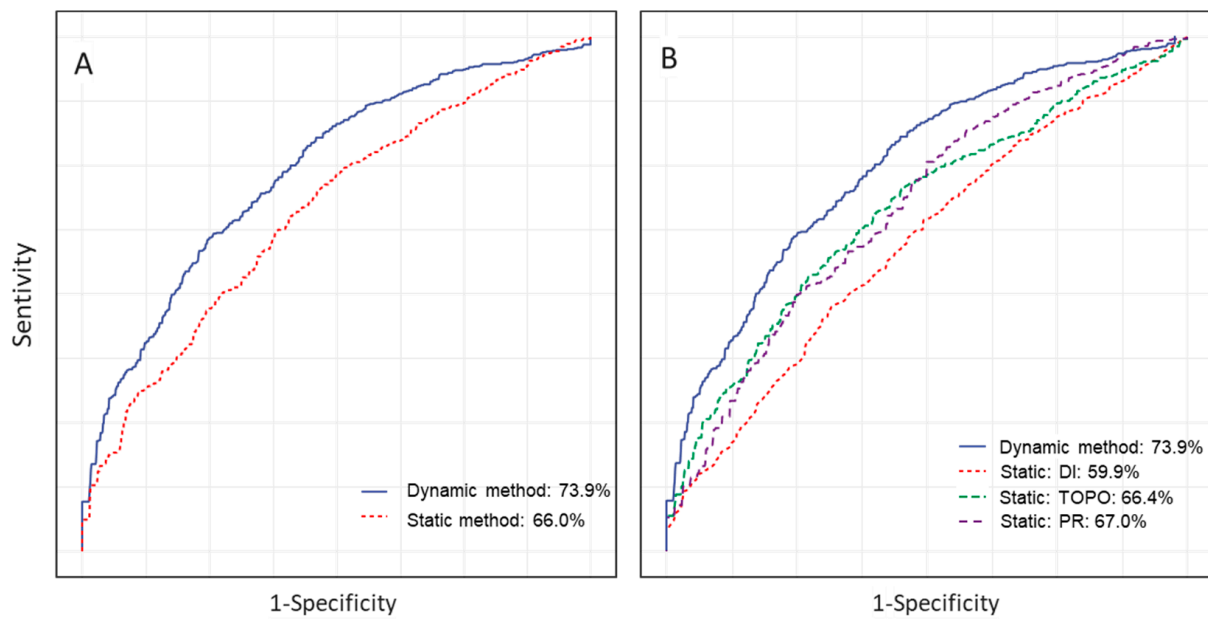 A
Sentivity
Dynamic method: 73.9%
Static method: 66.0%
1-Specificity
B
Dynamic method: 73.9%
Static: DI: 59.9%
Static: TOPO: 66.4%
Static: PR: 67.0%
1-Specificity